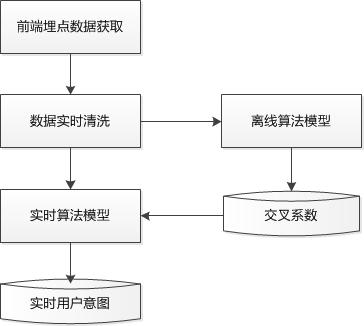 前端埋点数据获取
数据实时清洗
离线算法模型
实时算法模型
交叉系数
实时用户意图